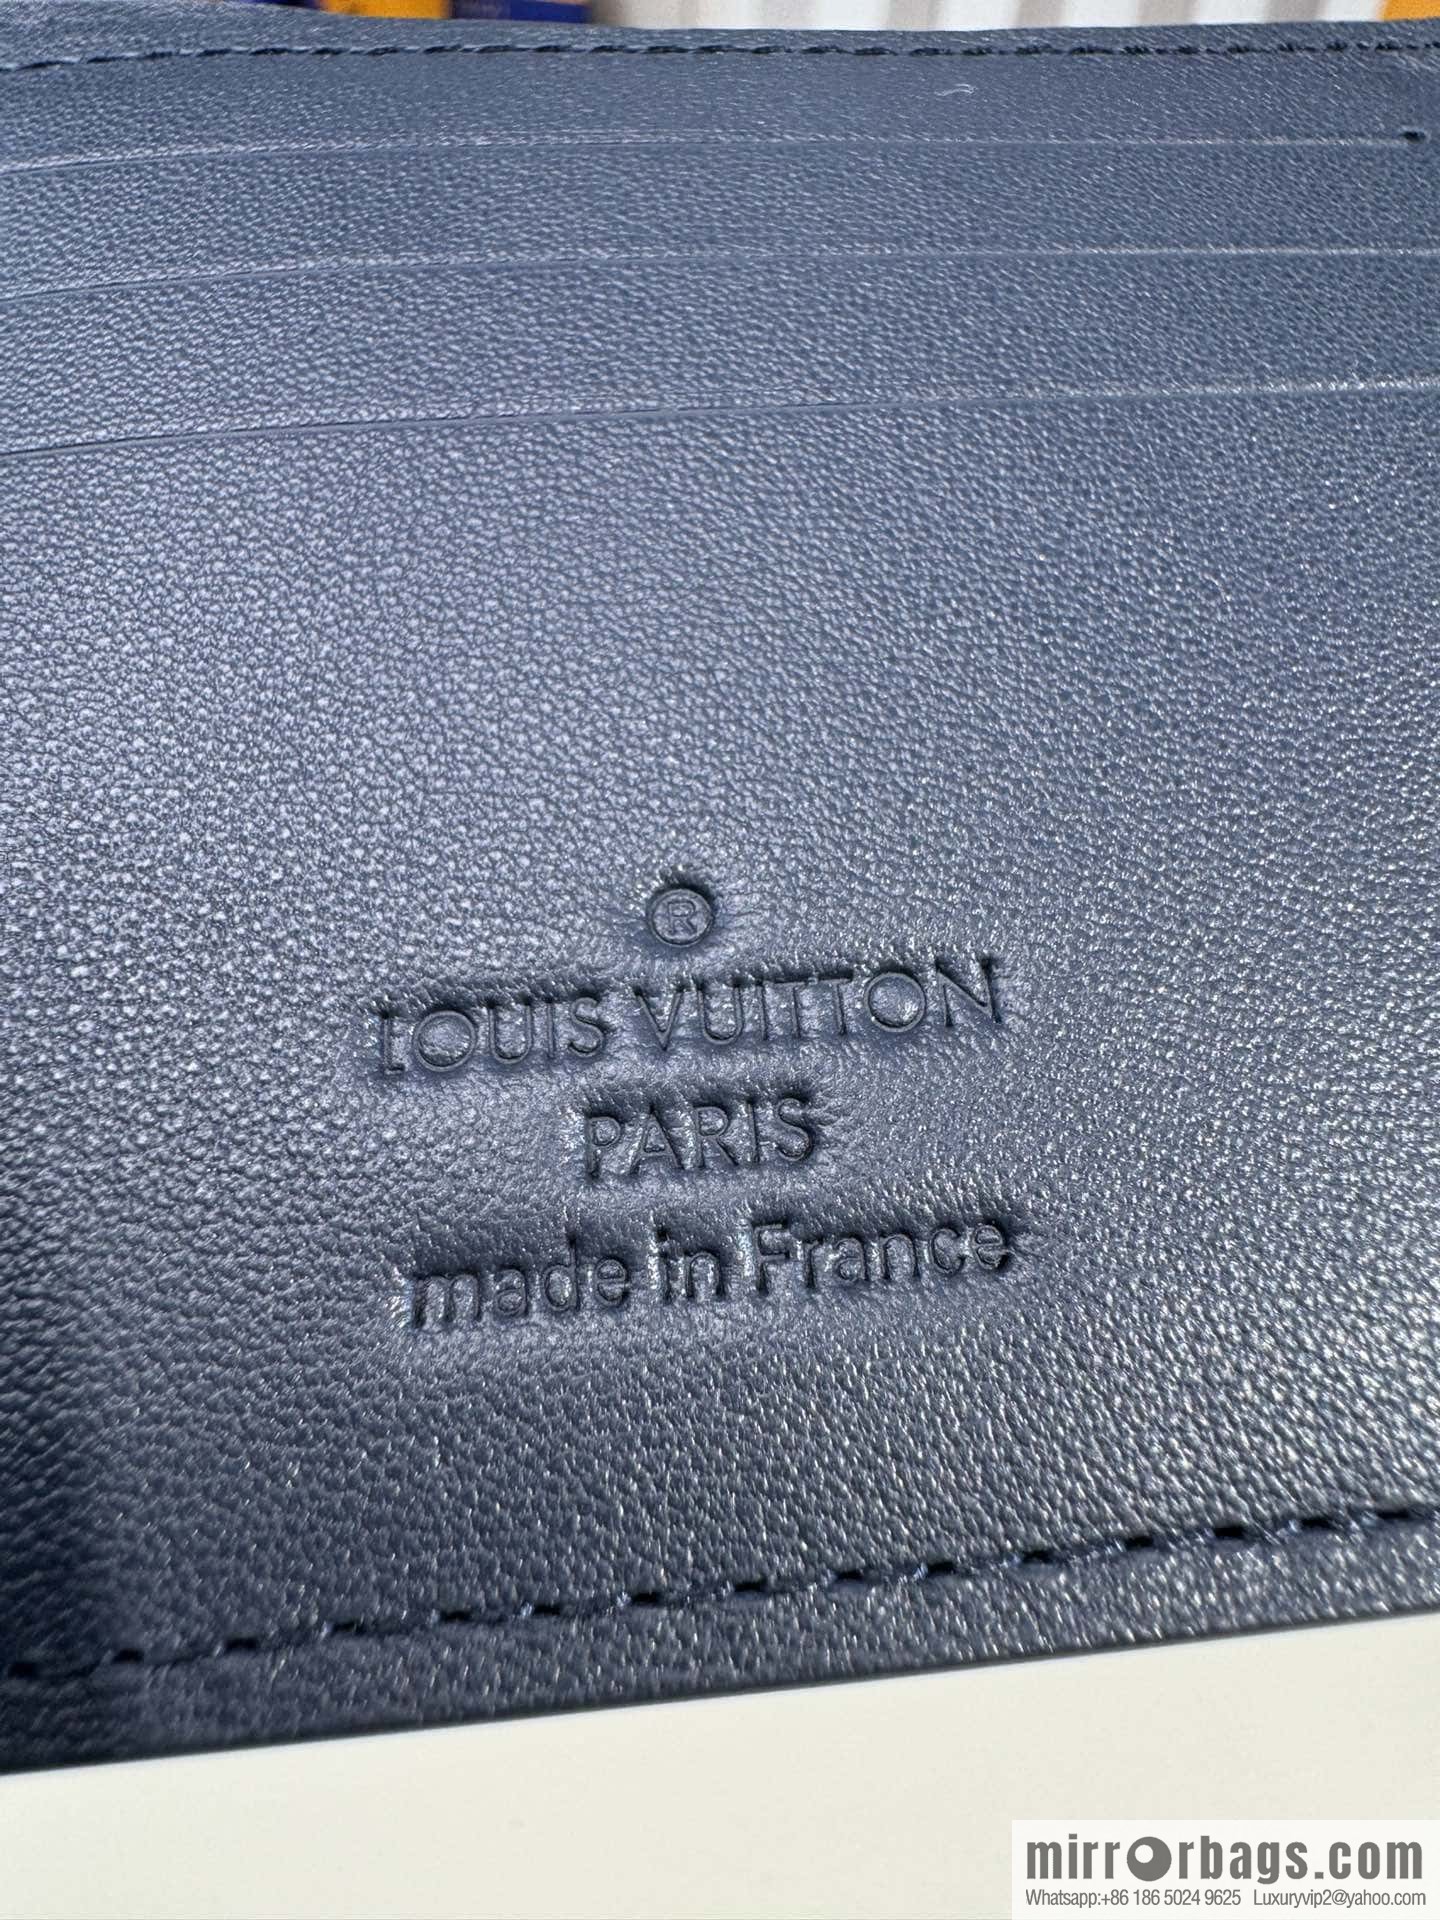 ®
LOUIS VUITTON
PARIS
made in France
mirrorbags.com
Whatsapp:+86 186 5024 9625 Luxuryvip2@yahoo.com